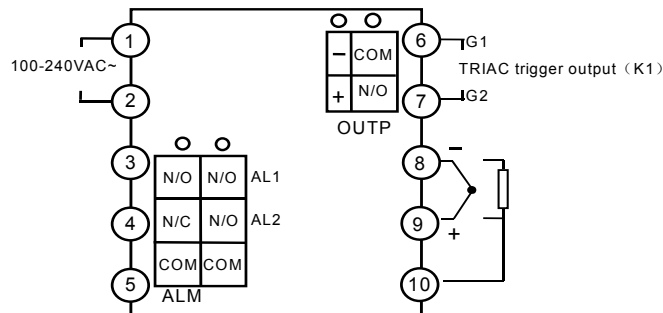 1
6
G1
100-240VAC~
−
COM
TRIAC trigger output（K1）
2
+
N/O
7
G2
OUTP
3
8
−
N/O
N/O
AL1
4
N/C
N/O
AL2
9
+
COM
COM
5
ALM
10